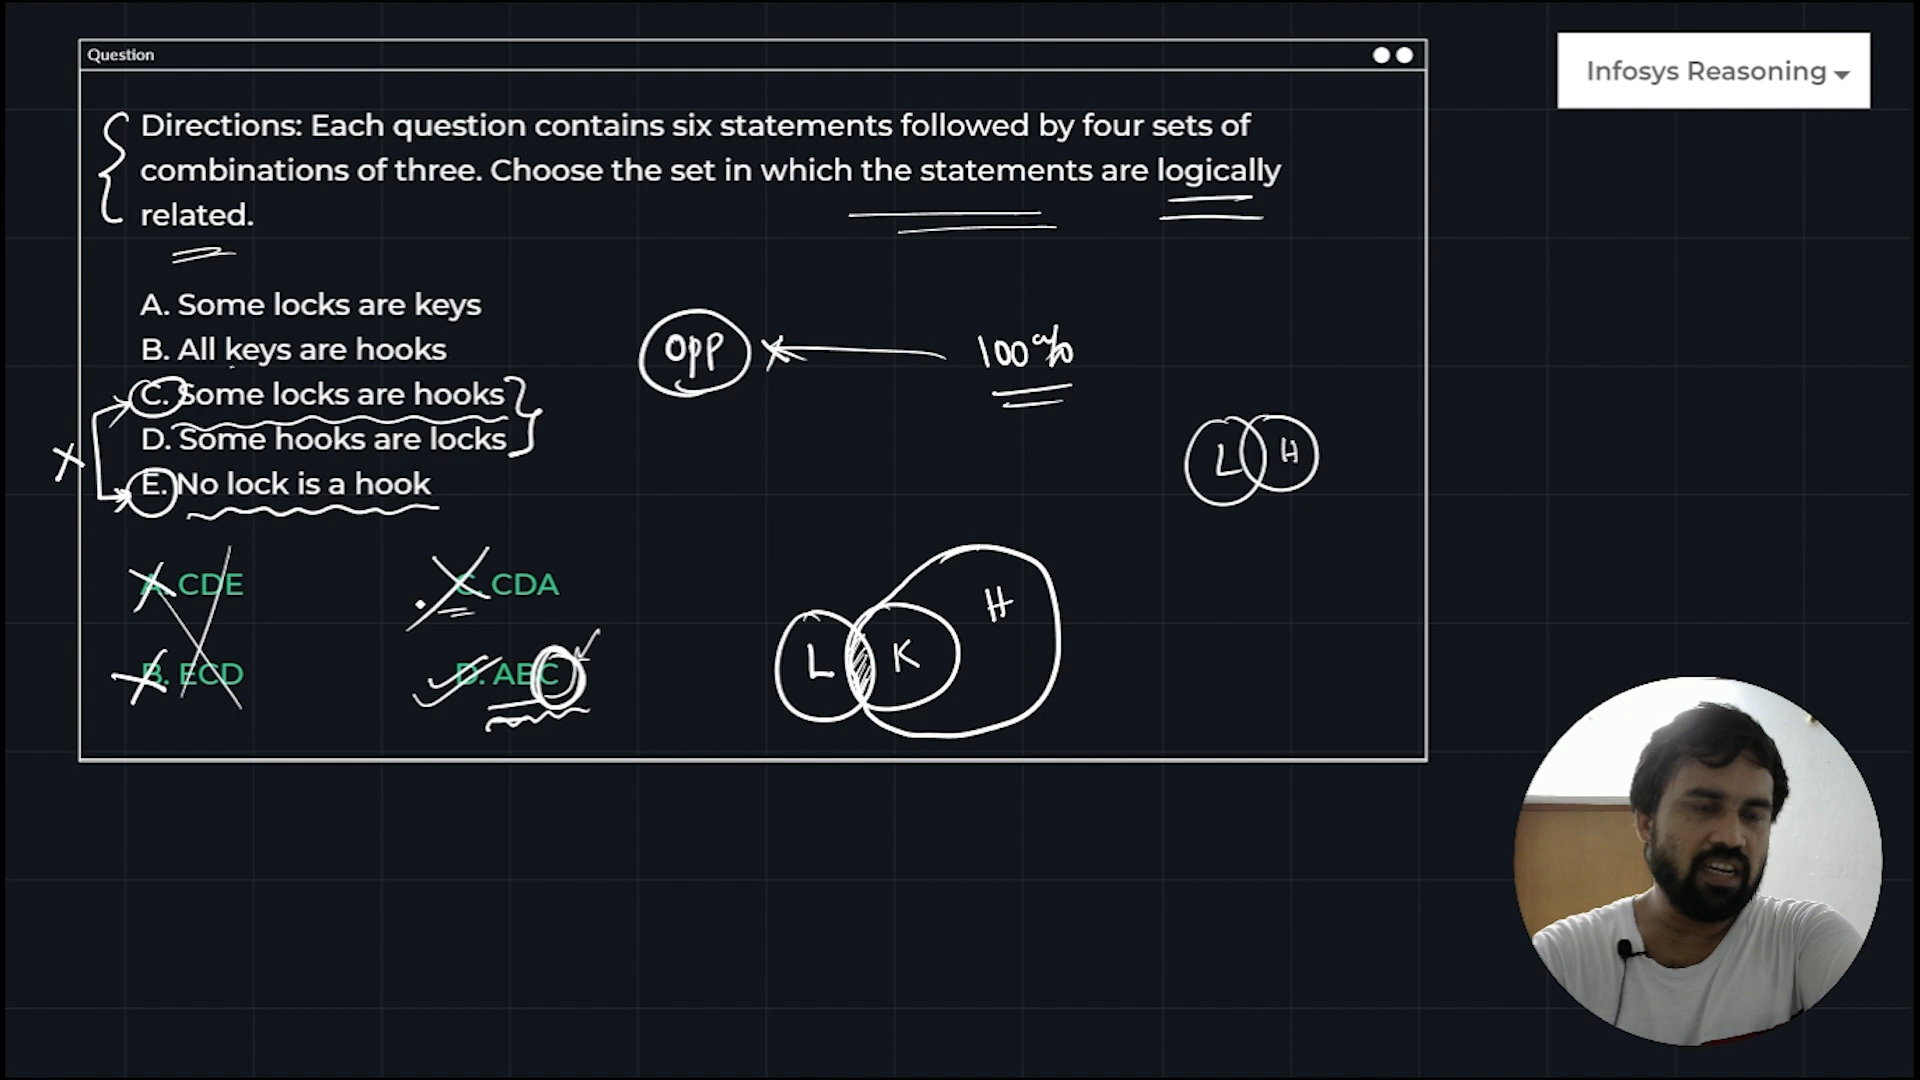 Question
Infosys Reasoning
Directions: Each question contains six statements followed by four sets of
combinations of three. Choose the set in which the statements are logically
related.
A. Some locks are keys
B. All keys are hooks
C. Some locks are hooks
D. Some hooks are locks
E. No lock is a hook
OPP
100%
L H
A. CDE
C. CDA
B. ECD
D. ABC
L K H